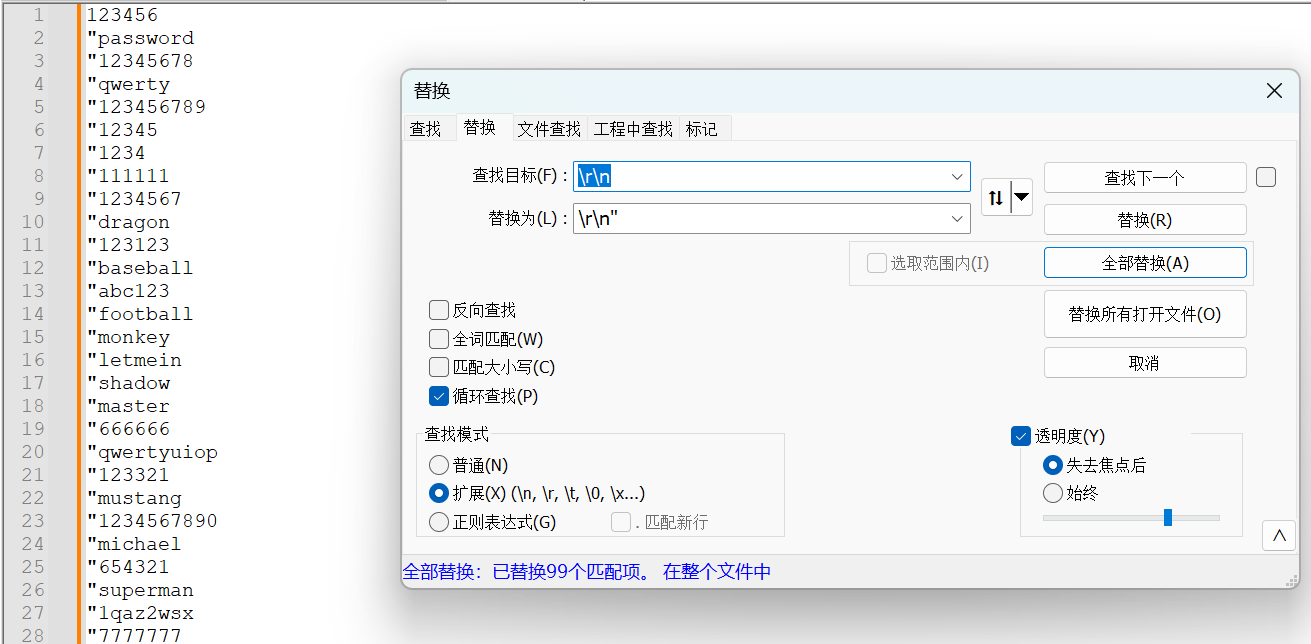 1 123456
2 "password
3 "12345678
4 "qwerty
5 "123456789
6 "12345
7 "1234
8 "111111
9 "1234567
10 "dragon
11 "123123
12 "baseball
13 "abc123
14 "football
15 "monkey
16 "letmein
17 "shadow
18 "master
19 "666666
20 "qwertyuiop
21 "123321
22 "mustang
23 "1234567890
24 "michael
25 "654321
26 "superman
27 "1qaz2wsx
28 "7777777
替换
查找 替换 文件查找 工程中查找 标记
查找目标(F)： \r\n 查找下一个
替换为(L)： \r\n" 替换(R)
选取范围内(I) 全部替换(A)
替换所有打开文件(O)
取消
反向查找
全词匹配(W)
匹配大小写(C)
循环查找(P)
查找模式
普通(N)
扩展(X) (\n, \r, \t, \0, \x...)
正则表达式(G) . 匹配新行
透明度(Y)
失去焦点后
始终
全部替换：已替换99个匹配项。 在整个文件中